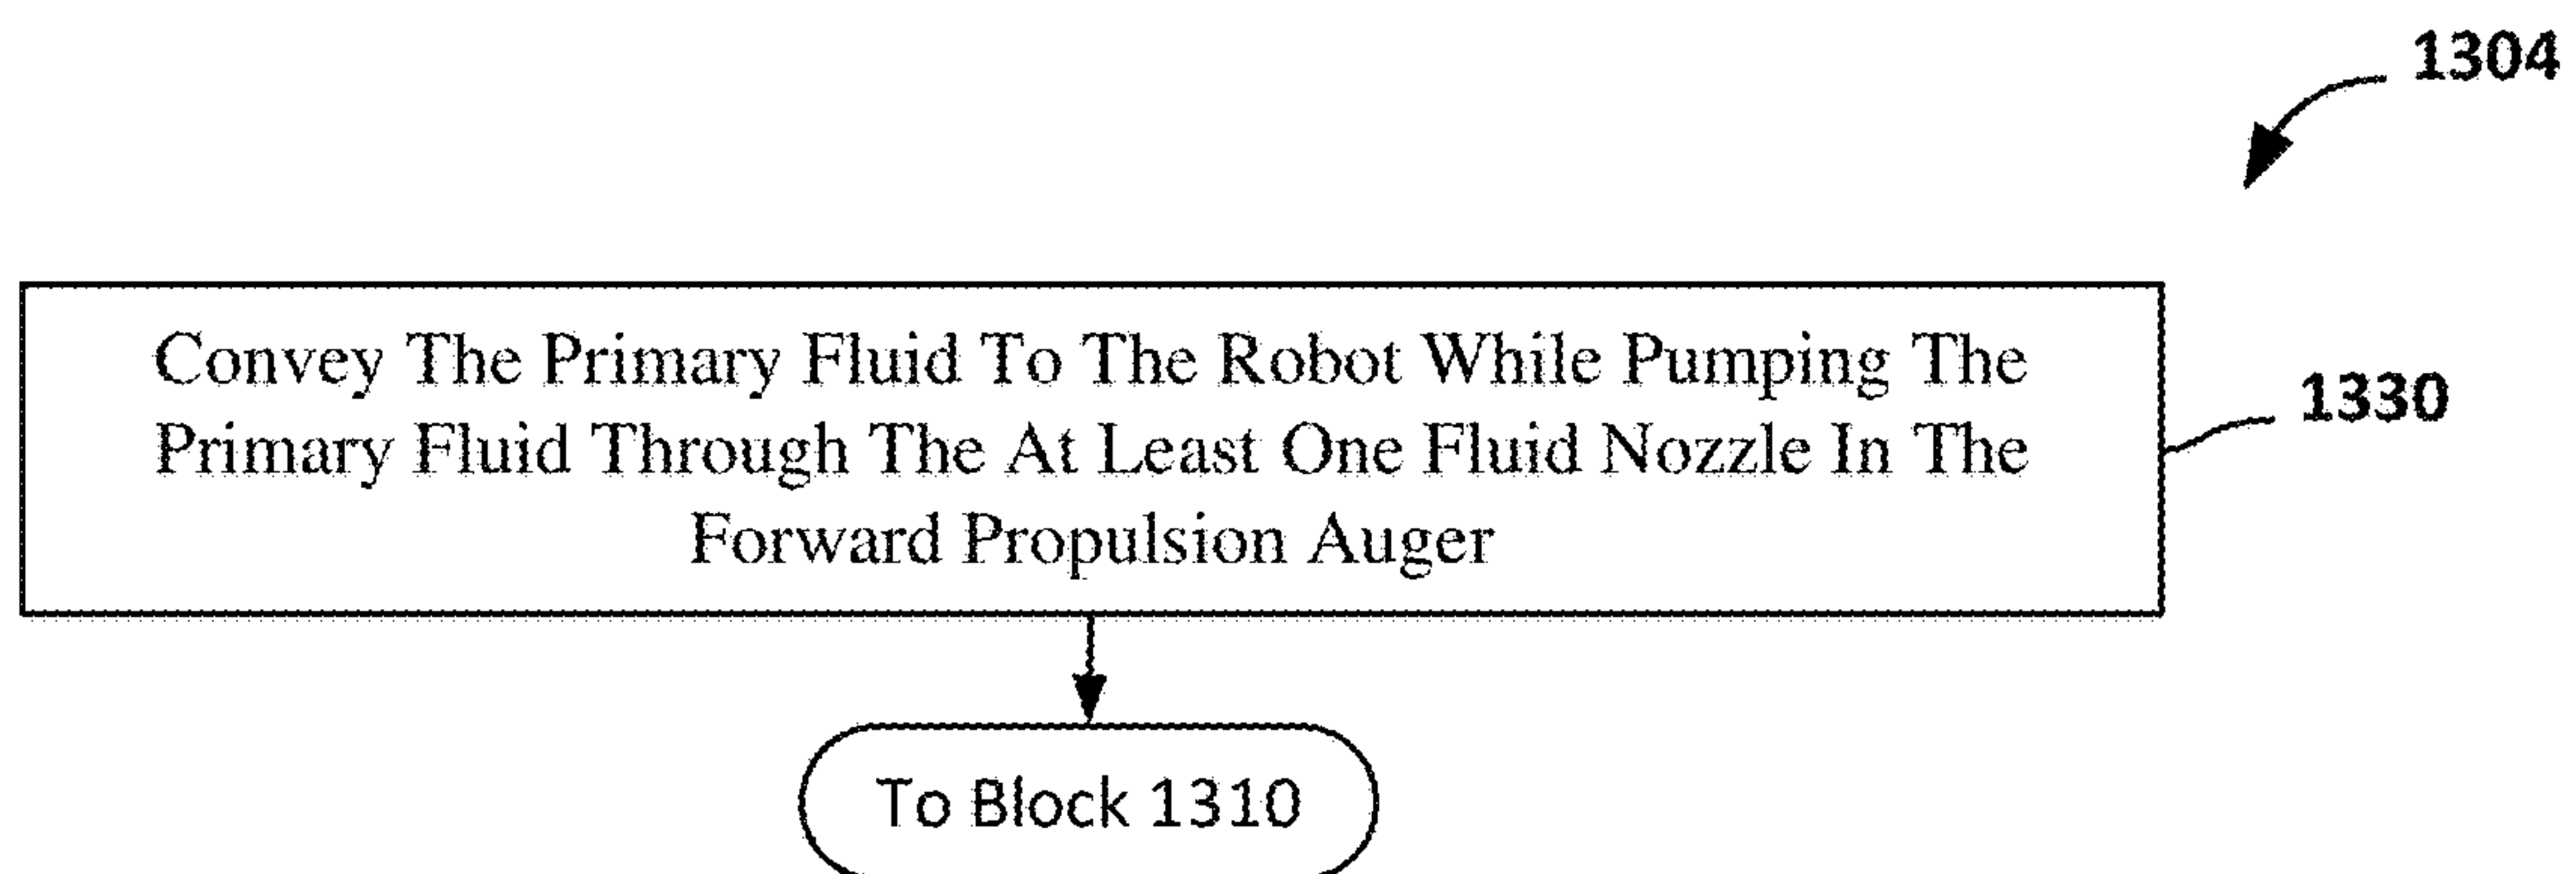 1304
Convey The Primary Fluid To The Robot While Pumping The
Primary Fluid Through The At Least One Fluid Nozzle In The
Forward Propulsion Auger
1330
To Block 1310